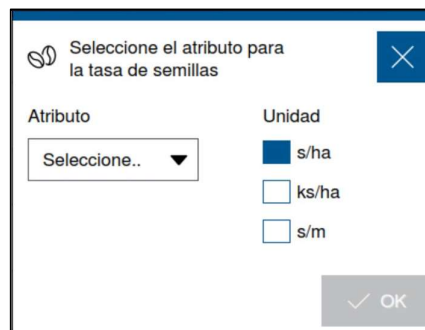 Seleccione el atributo para
la tasa de semillas
Atributo
Unidad
Seleccione..
s/ha
ks/ha
s/m
OK